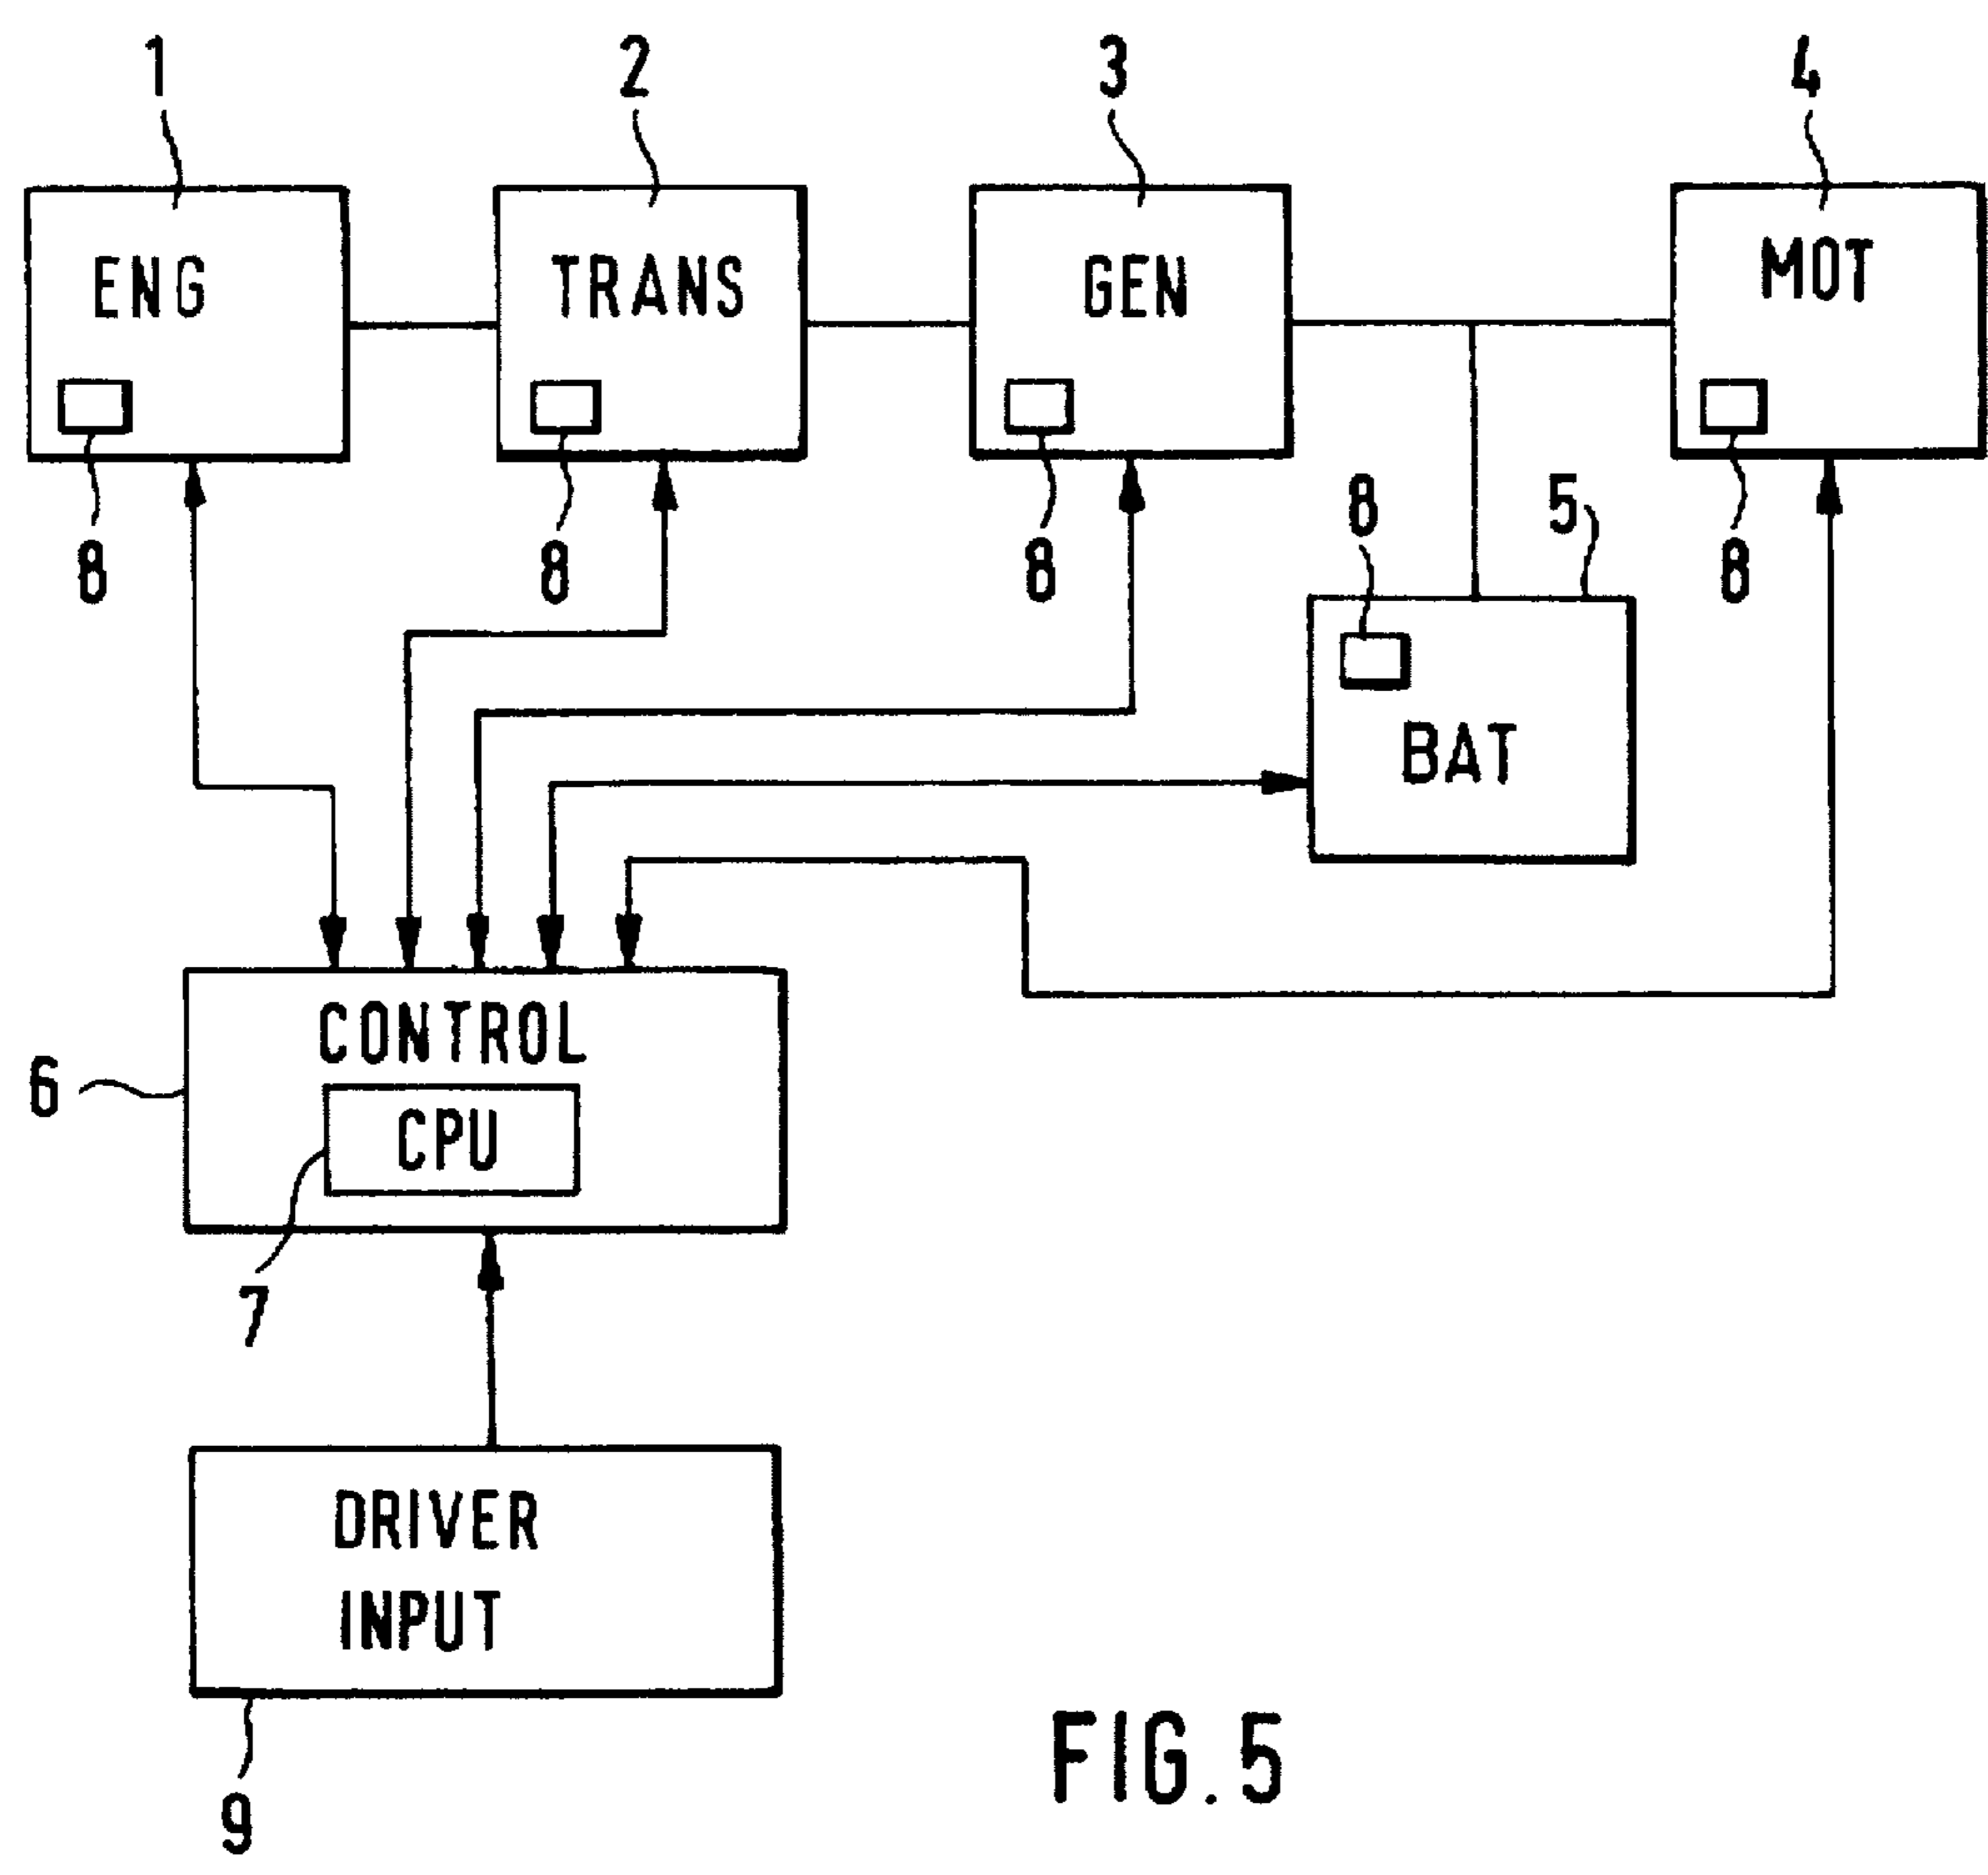 1 2 3 4
ENG TRANS GEN MOT
8 5
8 8 8 8
BAT
CONTROL
6
CPU
7
DRIVER
INPUT
9
FIG.5